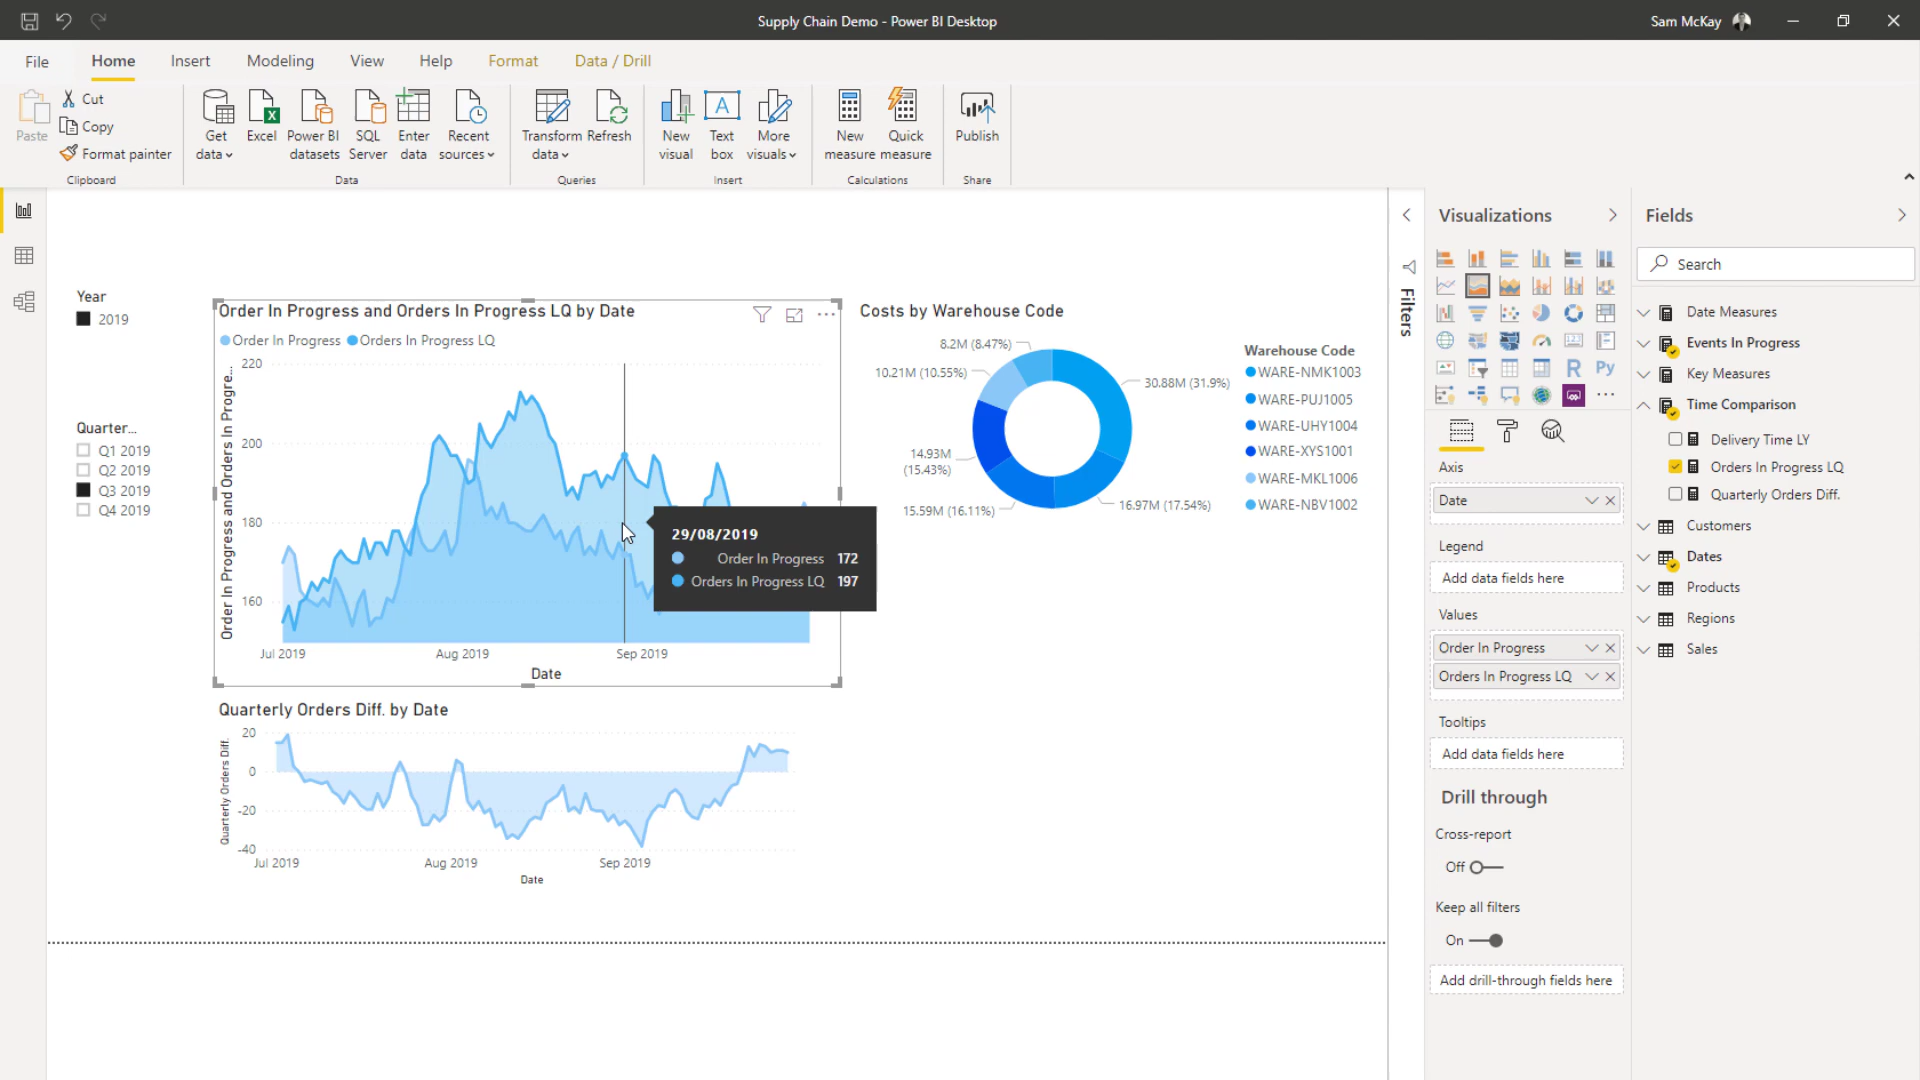 Supply Chain Demo - Power BI Desktop
Sam McKay
File
Home
Insert
Modeling
View
Help
Format
Data / Drill
Paste
Cut
Copy
Format painter
Clipboard
Get data
Excel
Power BI datasets
SQL Server
Enter data
Recent sources
Data
Transform data
Refresh
Queries
New visual
Text box
More visuals
Insert
New measure
Quick measure
Calculations
Publish
Share
Year
2019
Quarter...
Q1 2019
Q2 2019
Q3 2019
Q4 2019
Order In Progress and Orders In Progress LQ by Date
Order In Progress
Orders In Progress LQ
Order In Progress and Orders In Progre...
220
200
180
160
Jul 2019
Aug 2019
Sep 2019
Date
29/08/2019
Order In Progress 172
Orders In Progress LQ 197
Quarterly Orders Diff. by Date
Quarterly Orders Diff.
20
0
-20
-40
Jul 2019
Aug 2019
Sep 2019
Date
Costs by Warehouse Code
8.2M (8.47%)
10.21M (10.55%)
14.93M
(15.43%)
15.59M (16.11%)
16.97M (17.54%)
30.88M (31.9%)
Warehouse Code
WARE-NMK1003
WARE-PUJ1005
WARE-UHY1004
WARE-XYS1001
WARE-MKL1006
WARE-NBV1002
Filters
Visualizations
R
Py
Axis
Date
Legend
Add data fields here
Values
Order In Progress
Orders In Progress LQ
Tooltips
Add data fields here
Drill through
Cross-report
Off
Keep all filters
On
Add drill-through fields here
Fields
Search
Date Measures
Events In Progress
Key Measures
Time Comparison
Delivery Time LY
Orders In Progress LQ
Quarterly Orders Diff.
Customers
Dates
Products
Regions
Sales